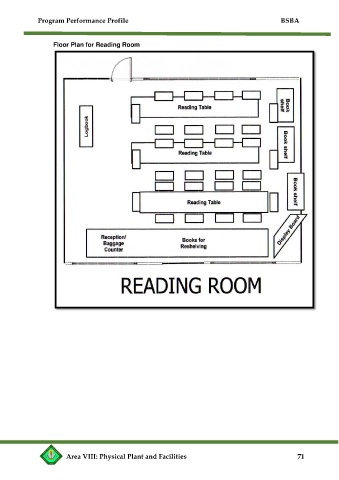 Program Performance Profile BSBA
Floor Plan for Reading Room
Reading Table
Book
shelf
Logbook
Reading Table
Book shelf
Reading Table
Book shelf
Display Board
Reception/
Baggage
Counter
Books for
Reshelving
READING ROOM
Area VIII: Physical Plant and Facilities 71